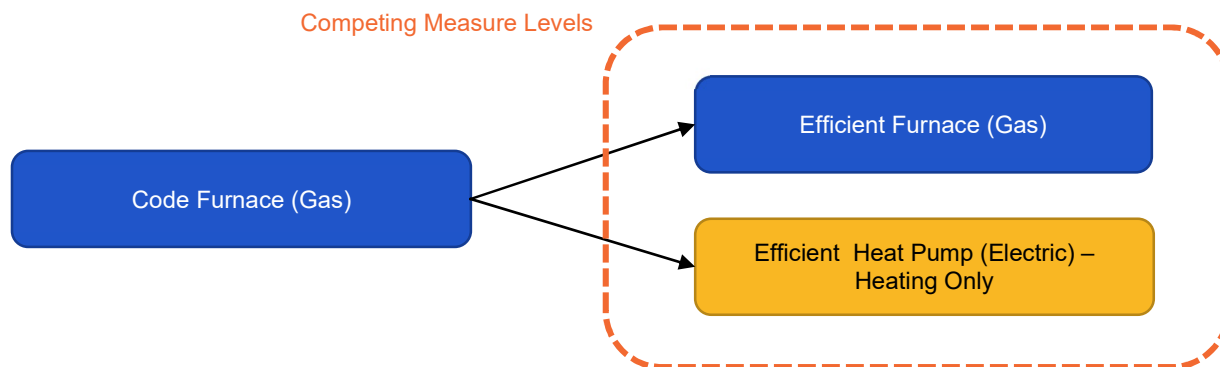 Competing Measure Levels
Efficient Furnace (Gas)
Code Furnace (Gas)
Efficient  Heat Pump (Electric) –
Heating Only